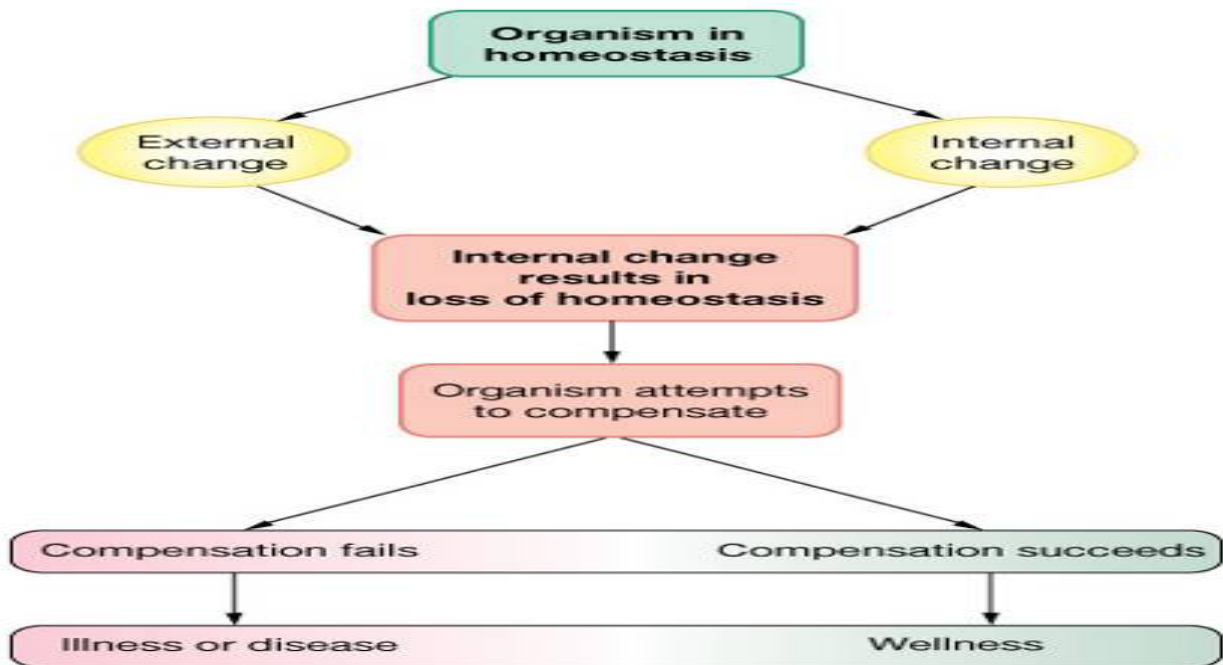 Organism in
homeostasis
External
change
Internal
change
Internal change
results in
loss of homeostasis
Organism attempts
to compensate
Compensation fails
Compensation succeeds
Illness or disease
Wellness